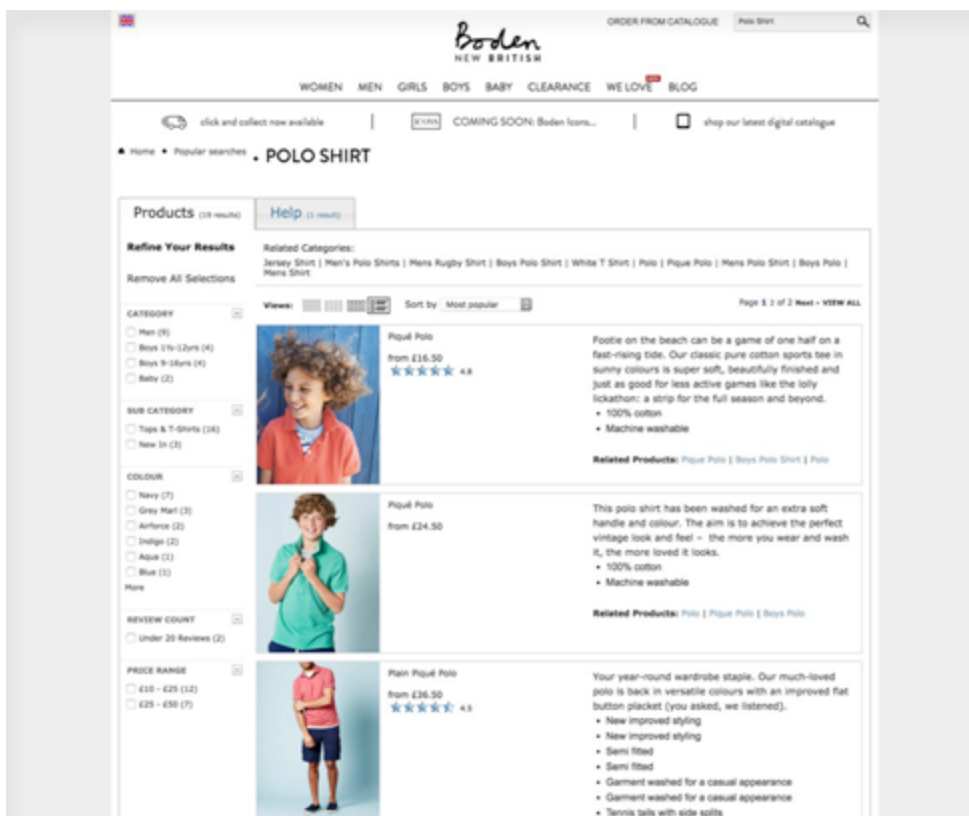 ORDER FROM CATALOGUE
Polo Shirt
Boden
NEW BRITISH
WOMEN MEN GIRLS BOYS BABY CLEARANCE WE LOVE BLOG
click and collect now available
ICONS
COMING SOON: Boden Icons...
shop our latest digital catalogue
Home • Popular searches • POLO SHIRT
Products (19 results)
Help (1 result)
Refine Your Results
Remove All Selections
CATEGORY
Men (9)
Boys 1½-12yrs (4)
Boys 9-16yrs (4)
Baby (2)
SUB CATEGORY
Tops & T-Shirts (16)
New In (3)
COLOUR
Navy (7)
Grey Marl (3)
Airforce (2)
Indigo (2)
Aqua (1)
Blue (1)
More
REVIEW COUNT
Under 20 Reviews (2)
PRICE RANGE
£10 - £25 (12)
£25 - £50 (7)
Related Categories:
Jersey Shirt | Men's Polo Shirts | Mens Rugby Shirt | Boys Polo Shirt | White T Shirt | Polo | Pique Polo | Mens Polo Shirt | Boys Polo |
Mens Shirt
Views:
Sort by Most popular
Page 1 2 of 2 Next • VIEW ALL
Piqué Polo
from £16.50
4.8
Footie on the beach can be a game of one half on a
fast-rising tide. Our classic pure cotton sports tee in
sunny colours is super soft, beautifully finished and
just as good for less active games like the lolly
lickathon: a strip for the full season and beyond.
• 100% cotton
• Machine washable
Related Products: Pique Polo | Boys Polo Shirt | Polo
Piqué Polo
from £24.50
This polo shirt has been washed for an extra soft
handle and colour. The aim is to achieve the perfect
vintage look and feel – the more you wear and wash
it, the more loved it looks.
• 100% cotton
• Machine washable
Related Products: Polo | Pique Polo | Boys Polo
Plain Piqué Polo
from £36.50
4.5
Your year-round wardrobe staple. Our much-loved
polo is back in versatile colours with an improved flat
button placket (you asked, we listened).
• New improved styling
• New improved styling
• Semi fitted
• Semi fitted
• Garment washed for a casual appearance
• Garment washed for a casual appearance
• Tennis tails with side splits